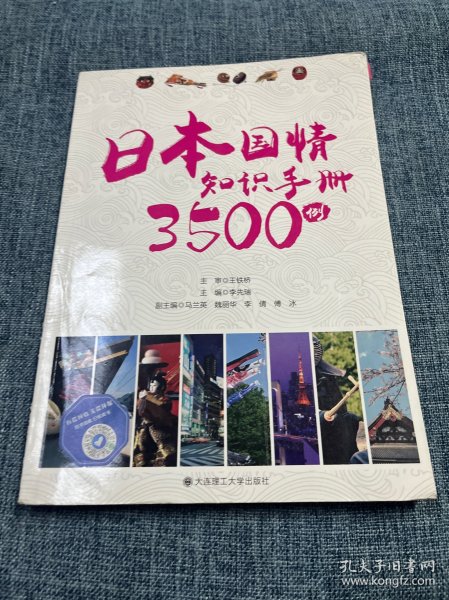 日本国情
知识手册
3500例
主 审◎王铁桥
主 编◎李先瑞
副主编◎马兰英 魏丽华 李 倩 傅 冰
大连理工大学出版社
孔夫子旧书网
www.kongfz.com